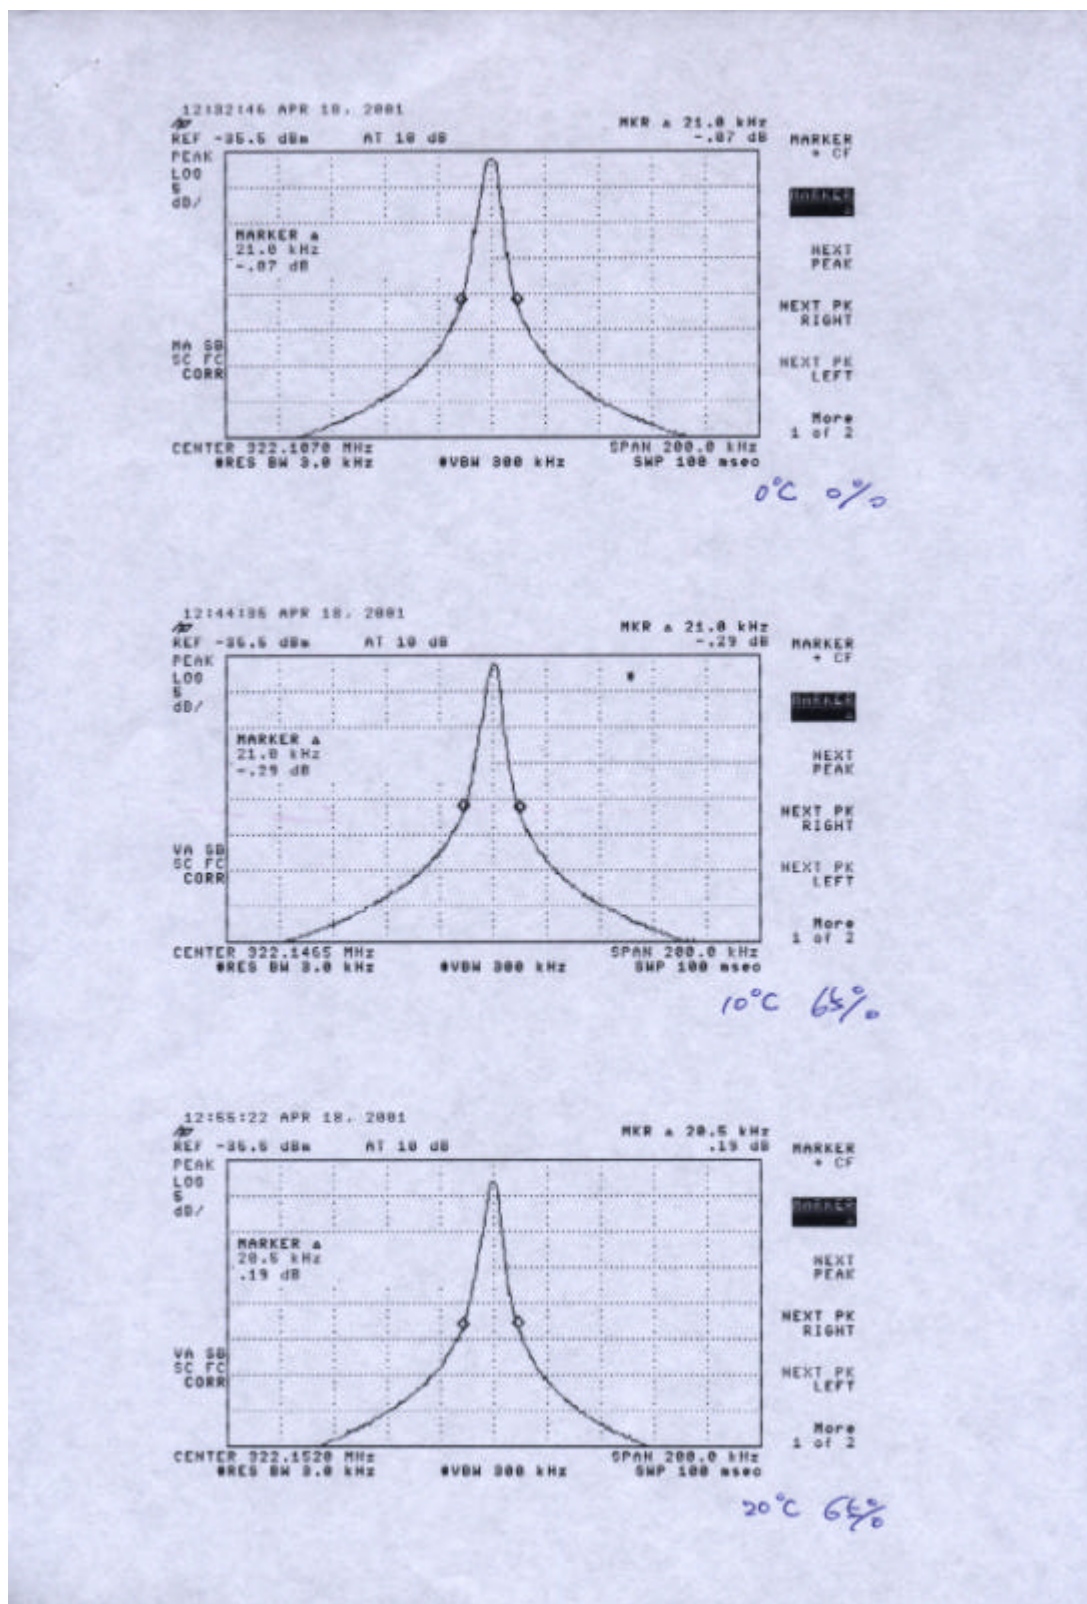 12:32:46 APR 18, 2001
REF -35.5 dBm AT 10 dB
MKR ▵ 21.0 kHz
-.07 dB
PEAK
LOG
5
dB/
MARKER ▵
21.0 kHz
-.07 dB
MA SB
SC FC
CORR
CENTER 322.1070 MHz SPAN 200.0 kHz
#RES BW 3.0 kHz #VBW 300 kHz SWP 100 msec
MARKER
→ CF
MARKER
▵
NEXT
PEAK
NEXT PK
RIGHT
NEXT PK
LEFT
More
1 of 2
0°C 0%
12:44:36 APR 18, 2001
REF -35.5 dBm AT 10 dB
MKR ▵ 21.0 kHz
-.29 dB
PEAK
LOG
5
dB/
MARKER ▵
21.0 kHz
-.29 dB
VA SB
SC FC
CORR
CENTER 322.1465 MHz SPAN 200.0 kHz
#RES BW 3.0 kHz #VBW 300 kHz SWP 100 msec
MARKER
→ CF
MARKER
▵
NEXT
PEAK
NEXT PK
RIGHT
NEXT PK
LEFT
More
1 of 2
10°C 65%
12:55:22 APR 18, 2001
REF -35.5 dBm AT 10 dB
MKR ▵ 20.5 kHz
.19 dB
PEAK
LOG
5
dB/
MARKER ▵
20.5 kHz
.19 dB
VA SB
SC FC
CORR
CENTER 322.1520 MHz SPAN 200.0 kHz
#RES BW 3.0 kHz #VBW 300 kHz SWP 100 msec
MARKER
→ CF
MARKER
▵
NEXT
PEAK
NEXT PK
RIGHT
NEXT PK
LEFT
More
1 of 2
20°C 65%